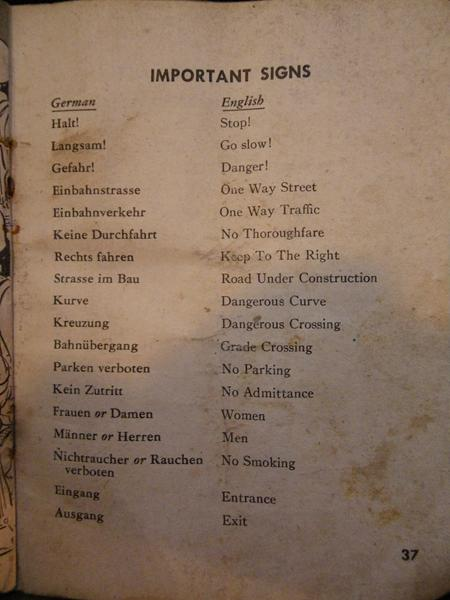 IMPORTANT SIGNS
German English
Halt! Stop!
Langsam! Go slow!
Gefahr! Danger!
Einbahnstrasse One Way Street
Einbahnverkehr One Way Traffic
Keine Durchfahrt No Thoroughfare
Rechts fahren Keep To The Right
Strasse im Bau Road Under Construction
Kurve Dangerous Curve
Kreuzung Dangerous Crossing
Bahnübergang Grade Crossing
Parken verboten No Parking
Kein Zutritt No Admittance
Frauen or Damen Women
Männer or Herren Men
Nichtraucher or Rauchen No Smoking
verboten
Eingang Entrance
Ausgang Exit
37